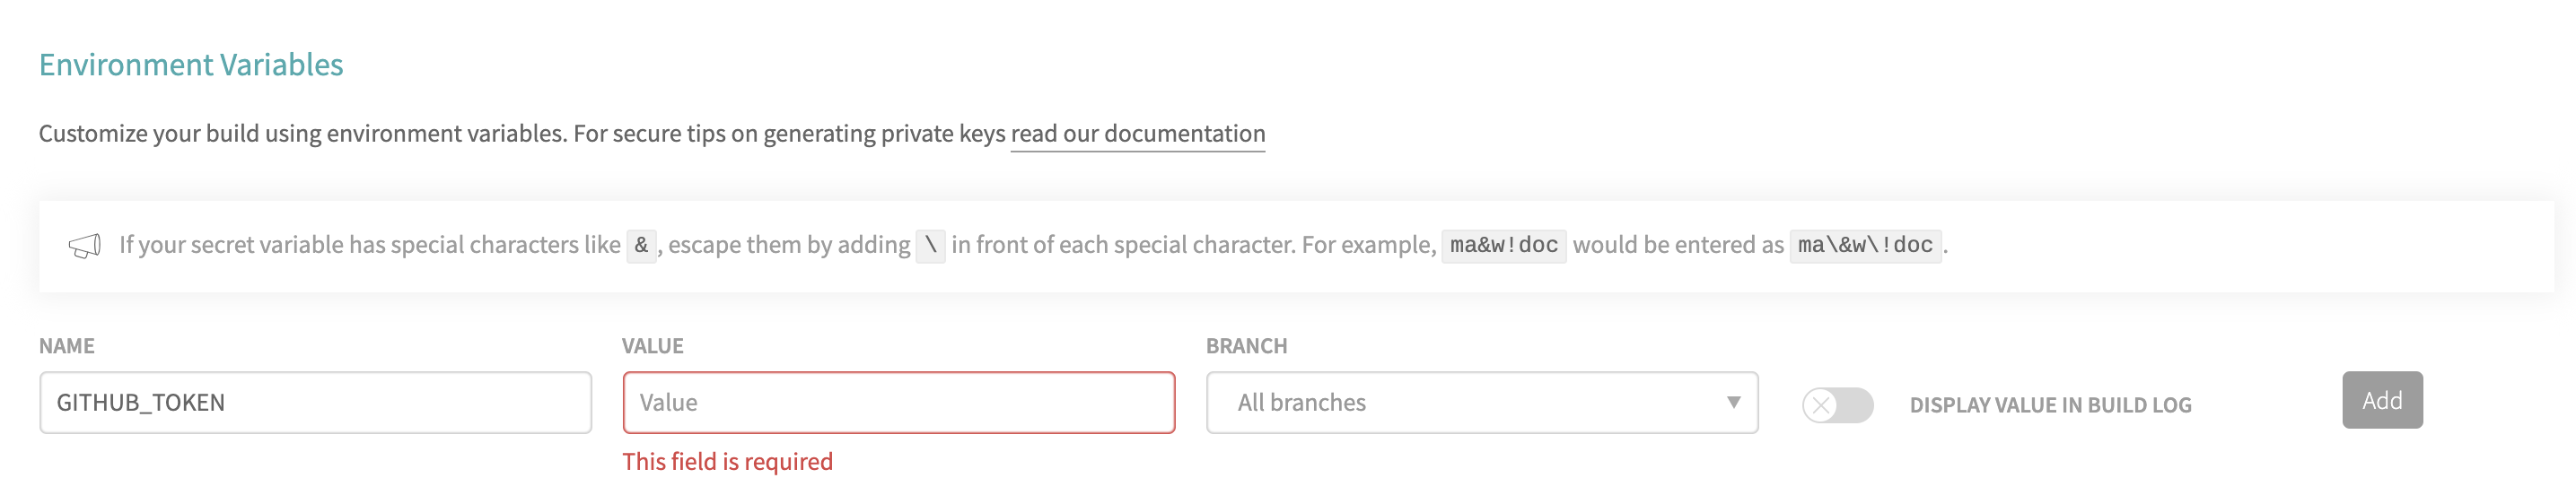 Environment Variables
Customize your build using environment variables. For secure tips on generating private keys read our documentation
If your secret variable has special characters like &, escape them by adding \ in front of each special character. For example, ma&w!doc would be entered as ma\&w\!doc.
NAME VALUE BRANCH
GITHUB_TOKEN Value All branches DISPLAY VALUE IN BUILD LOG Add
This field is required